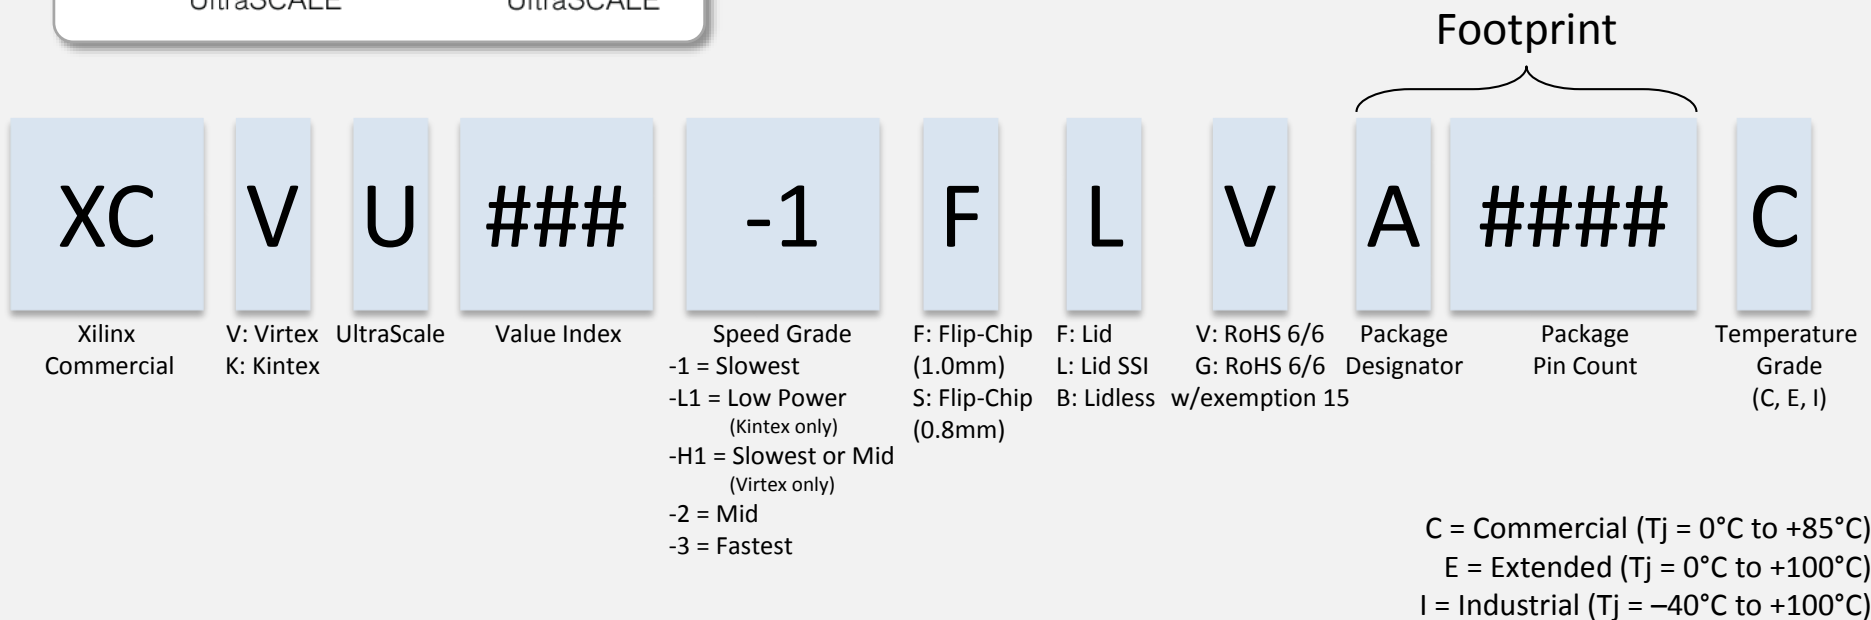 UltraSCALE UltraSCALE
Footprint
XC V U ### -1 F L V A #### C
Xilinx
Commercial
V: Virtex
K: Kintex
UltraScale
Value Index
Speed Grade
-1 = Slowest
-L1 = Low Power
(Kintex only)
-H1 = Slowest or Mid
(Virtex only)
-2 = Mid
-3 = Fastest
F: Flip-Chip
(1.0mm)
S: Flip-Chip
(0.8mm)
F: Lid
L: Lid SSI
B: Lidless
V: RoHS 6/6
G: RoHS 6/6
w/exemption 15
Package
Designator
Package
Pin Count
Temperature
Grade
(C, E, I)
C = Commercial (Tj = 0°C to +85°C)
E = Extended (Tj = 0°C to +100°C)
I = Industrial (Tj = –40°C to +100°C)